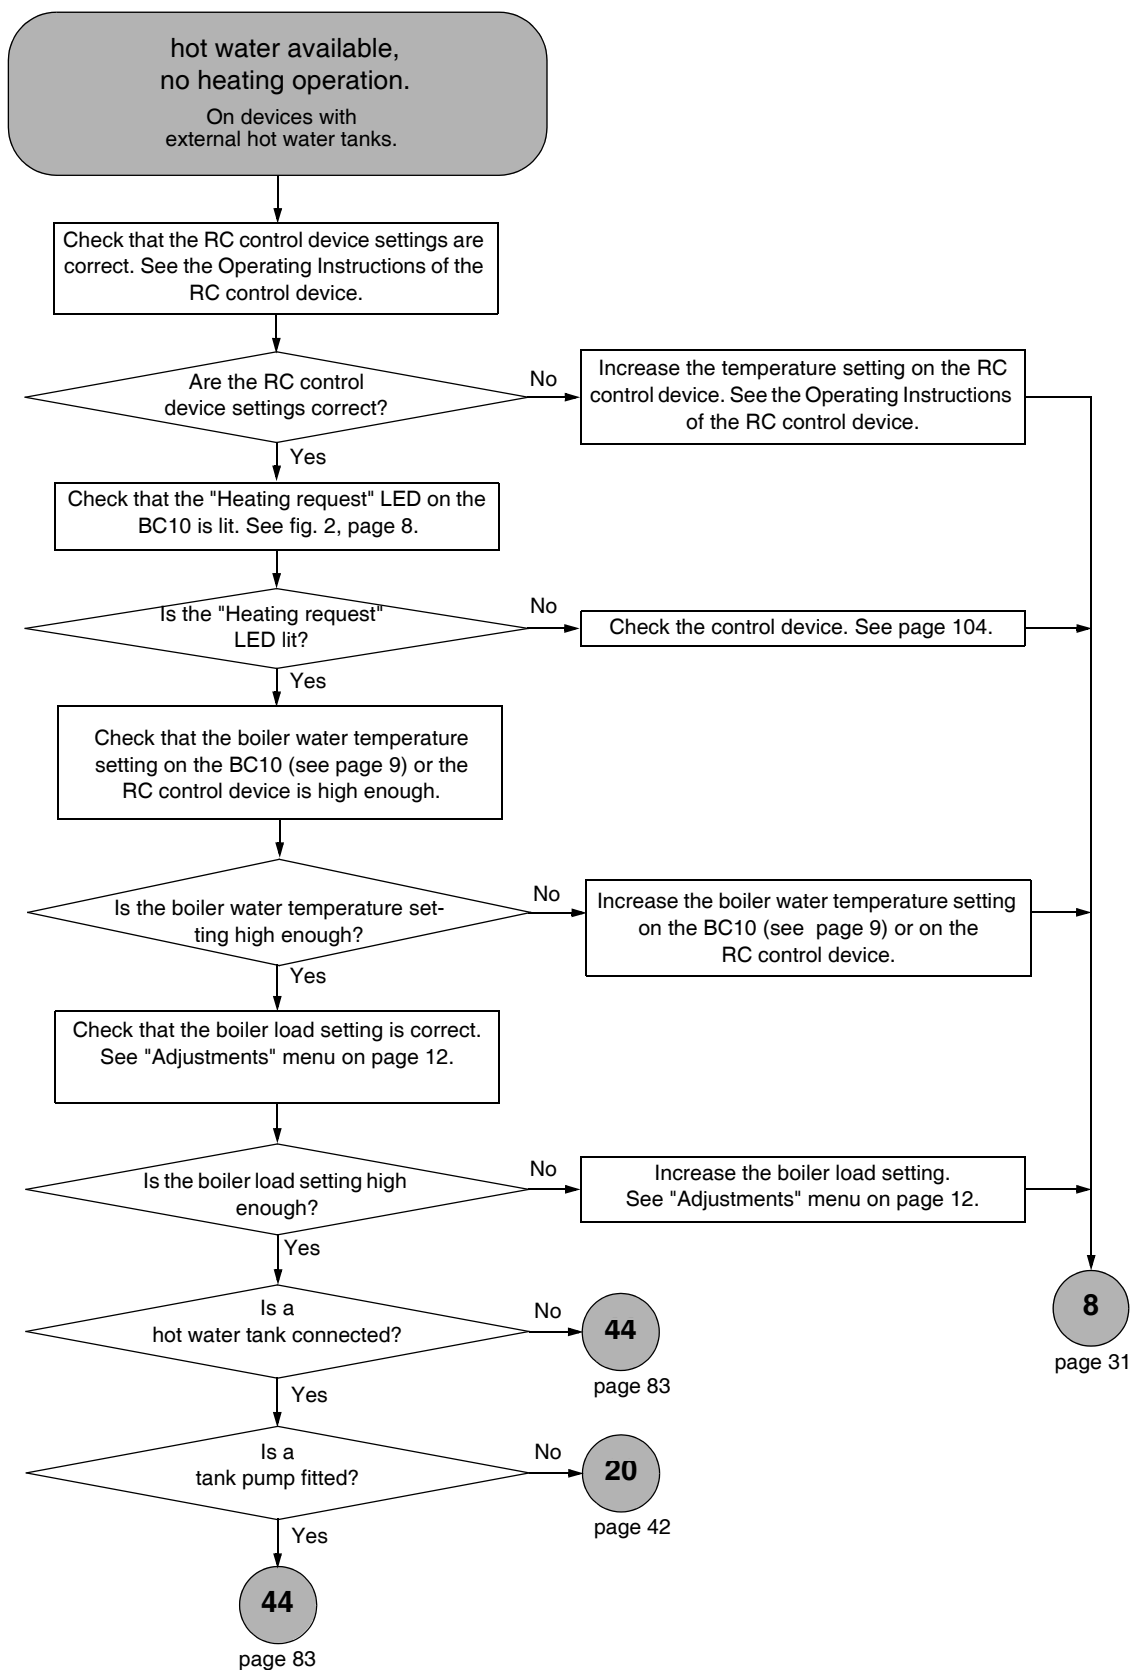 hot water available,
no heating operation.
On devices with
external hot water tanks.
Check that the RC control device settings are
correct. See the Operating Instructions of the
RC control device.
Are the RC control
device settings correct?
No
Increase the temperature setting on the RC
control device. See the Operating Instructions
of the RC control device.
Yes
Check that the "Heating request" LED on the
BC10 is lit. See fig. 2, page 8.
Is the "Heating request"
LED lit?
No
Check the control device. See page 104.
Yes
Check that the boiler water temperature
setting on the BC10 (see page 9) or the
RC control device is high enough.
Is the boiler water temperature set-
ting high enough?
No
Increase the boiler water temperature setting
on the BC10 (see page 9) or on the
RC control device.
Yes
Check that the boiler load setting is correct.
See "Adjustments" menu on page 12.
Is the boiler load setting high
enough?
No
Increase the boiler load setting.
See "Adjustments" menu on page 12.
Yes
8
page 31
Is a
hot water tank connected?
No
44
page 83
Yes
Is a
tank pump fitted?
No
20
page 42
Yes
44
page 83